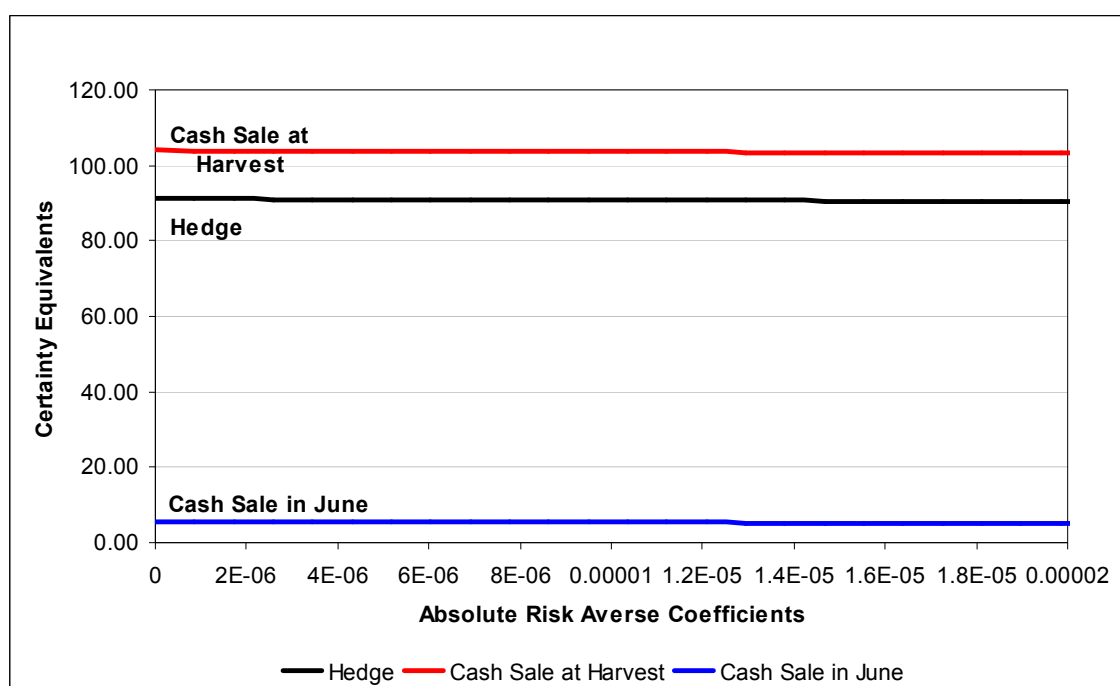 120.00
Cash Sale at
Harvest
100.00
Hedge
80.00
60.00
40.00
20.00
Cash Sale in June
0.00
Certainty Equivalents
0 2E-06 4E-06 6E-06 8E-06 0.00001 1.2E-05 1.4E-05 1.6E-05 1.8E-05 0.00002
Absolute Risk Averse Coefficients
Hedge Cash Sale at Harvest Cash Sale in June